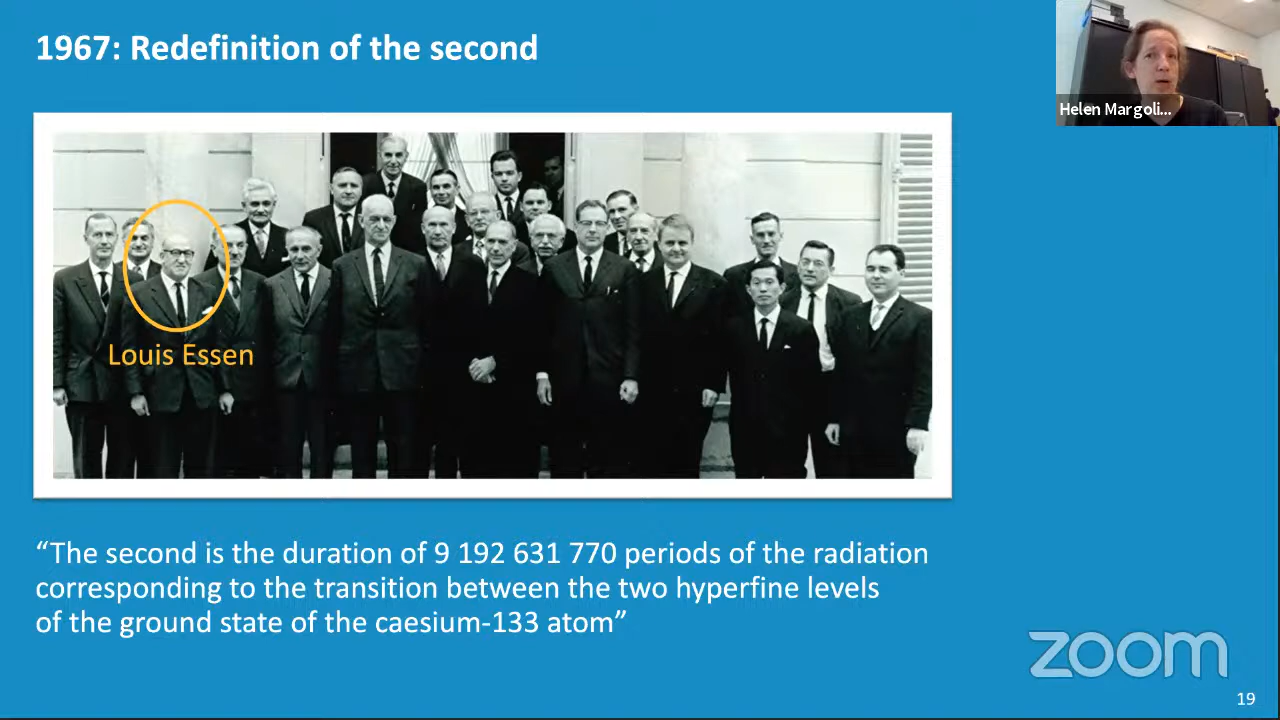 1967: Redefinition of the second
Helen Margoli...
Louis Essen
“The second is the duration of 9 192 631 770 periods of the radiation
corresponding to the transition between the two hyperfine levels
of the ground state of the caesium-133 atom”
zoom
19